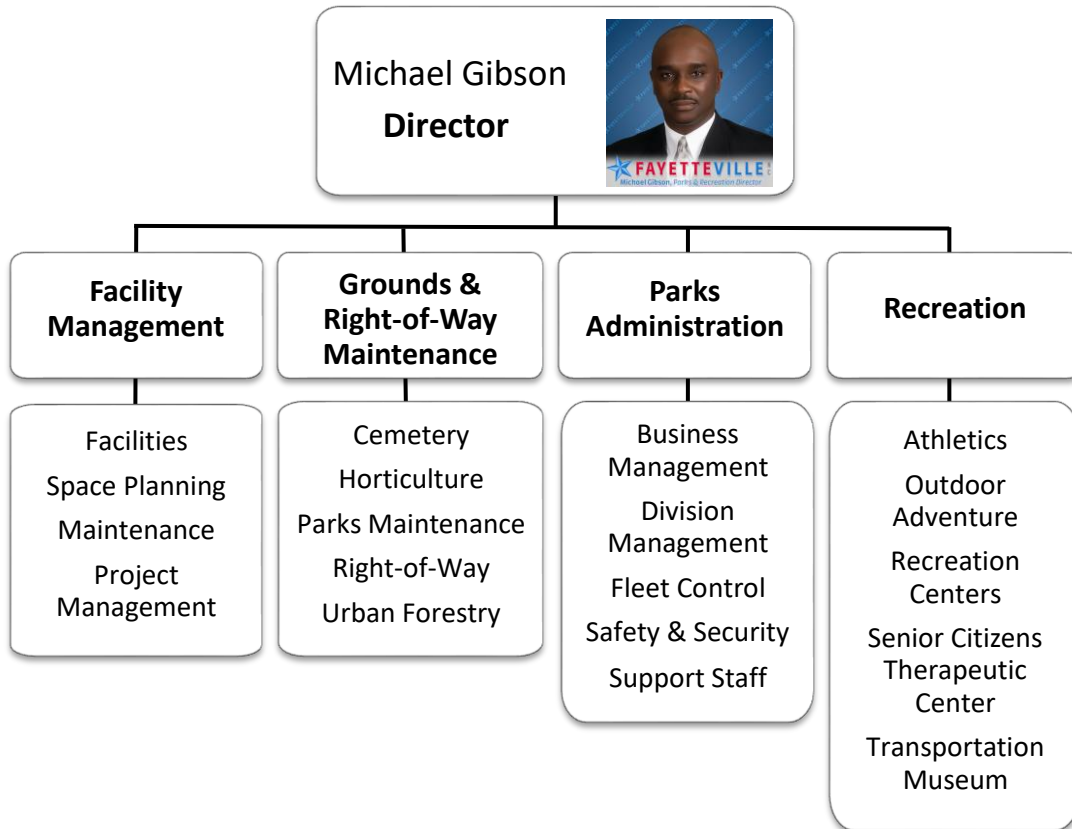 Michael Gibson
Director
FAYETTEVILLE
Michael Gibson, Parks & Recreation Director
Facility
Management
Grounds &
Right-of-Way
Maintenance
Parks
Administration
Recreation
Facilities
Space Planning
Maintenance
Project
Management
Cemetery
Horticulture
Parks Maintenance
Right-of-Way
Urban Forestry
Business
Management
Division
Management
Fleet Control
Safety & Security
Support Staff
Athletics
Outdoor
Adventure
Recreation
Centers
Senior Citizens
Therapeutic
Center
Transportation
Museum